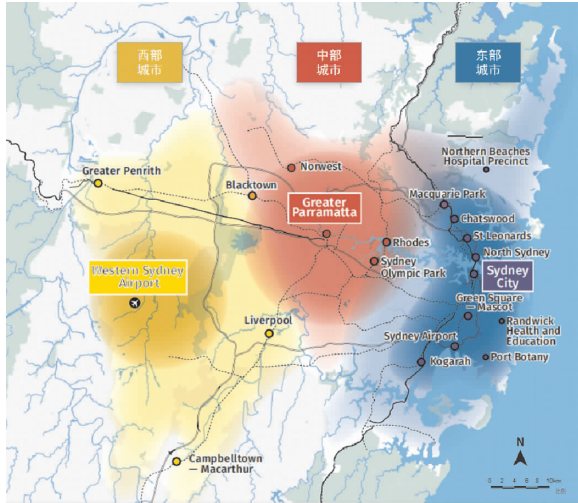 西部
城市
中部
城市
东部
城市
Northern Beaches
Hospital Precinct
Norwest
Greater Penrith
Blacktown
Macquarie Park
Chatswood
Greater
Parramatta
St Leonards
Rhodes
North Sydney
Sydney
Olympic Park
Sydney
City
Western Sydney
Airport
Green Square
— Mascot
Liverpool
Randwick
Health and
Education
Sydney Airport
Port Botany
Kogarah
Campbelltown
— Macarthur
N
0 2 4 6 8 10km